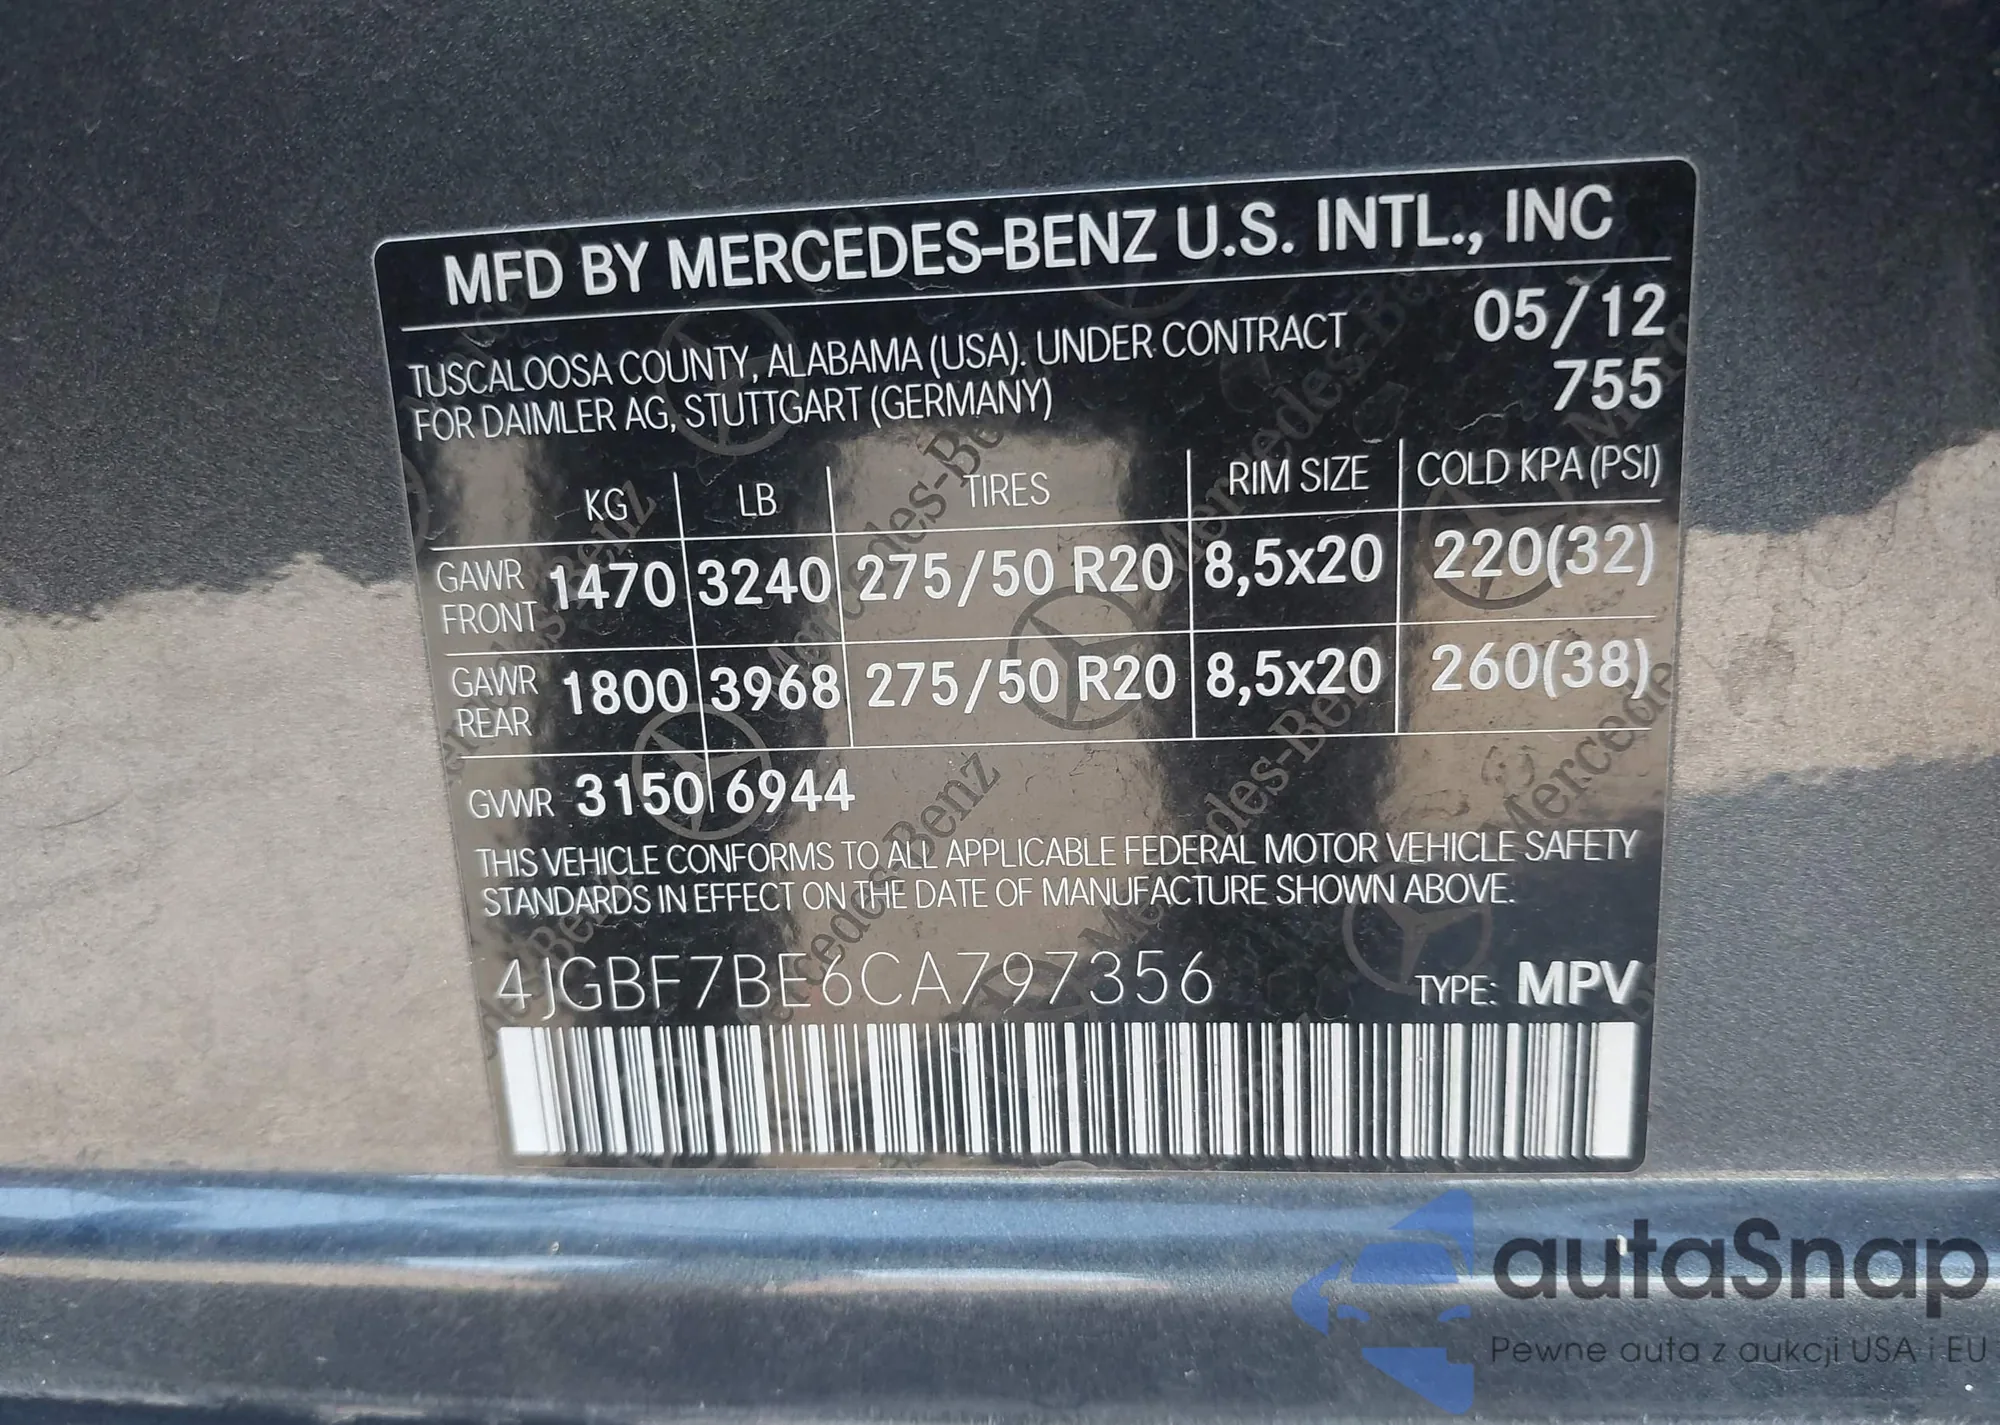 MFD BY MERCEDES-BENZ U.S. INTL., INC
05/12
TUSCALOOSA COUNTY, ALABAMA (USA). UNDER CONTRACT
FOR DAIMLER AG, STUTTGART (GERMANY)
755
KG LB TIRES RIM SIZE COLD KPA (PSI)
GAWR FRONT 1470 3240 275/50 R20 8,5x20 220(32)
GAWR REAR 1800 3968 275/50 R20 8,5x20 260(38)
GVWR 3150 6944
THIS VEHICLE CONFORMS TO ALL APPLICABLE FEDERAL MOTOR VEHICLE SAFETY
STANDARDS IN EFFECT ON THE DATE OF MANUFACTURE SHOWN ABOVE.
4JGBF7BE6CA797356 TYPE: MPV
autaSnap
Pewne auta z aukcji USA i EU